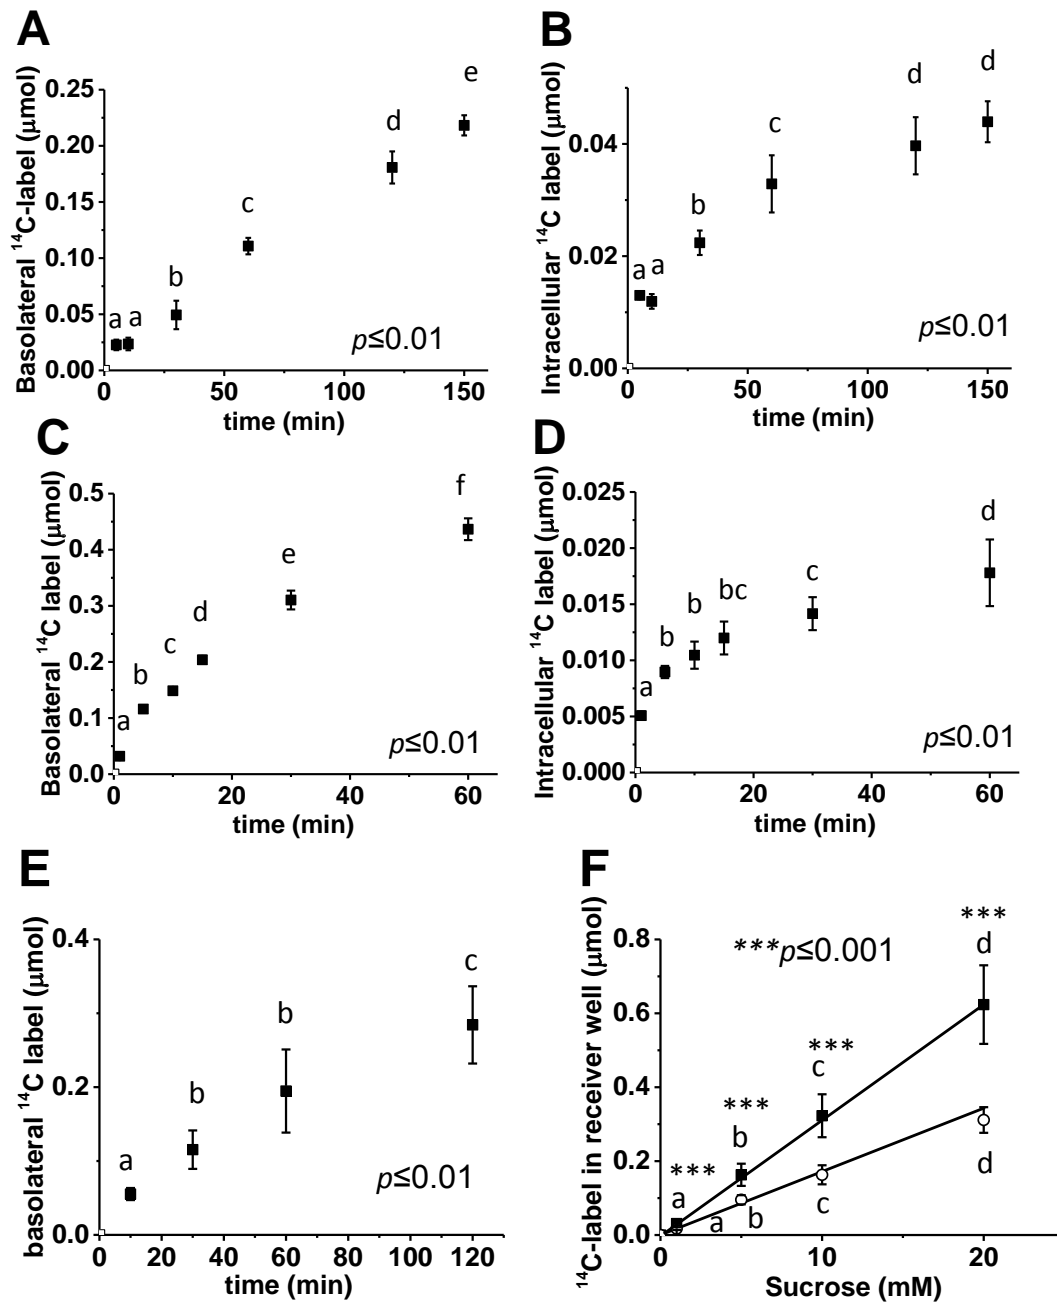 A
Basolateral ¹⁴C-label (μmol)
0.25
0.20
0.15
0.10
0.05
0.00
a a b c d e
p≤0.01
0 50 100 150
time (min)
B
Intracellular ¹⁴C label (μmol)
0.04
0.02
0.00
a a b c d d
p≤0.01
0 50 100 150
time (min)
C
Basolateral ¹⁴C label (μmol)
0.5
0.4
0.3
0.2
0.1
0.0
a b c d e f
p≤0.01
0 20 40 60
time (min)
D
Intracellular ¹⁴C label (μmol)
0.025
0.020
0.015
0.010
0.005
0.000
a b b bc c d
p≤0.01
0 20 40 60
time (min)
E
basolateral ¹⁴C label (μmol)
0.4
0.2
0.0
a b b c
p≤0.01
0 20 40 60 80 100 120
time (min)
F
¹⁴C-label in receiver well (μmol)
0.8
0.6
0.4
0.2
0.0
***p≤0.001
*** *** *** ***
a b c d
a b c d
0 10 20
Sucrose (mM)